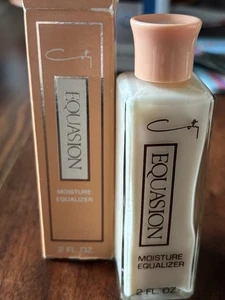 Coty
EQUASION
MOISTURE
EQUALIZER
2 FL. OZ.
Coty
EQUASION
MOISTURE
EQUALIZER
2 FL. OZ.